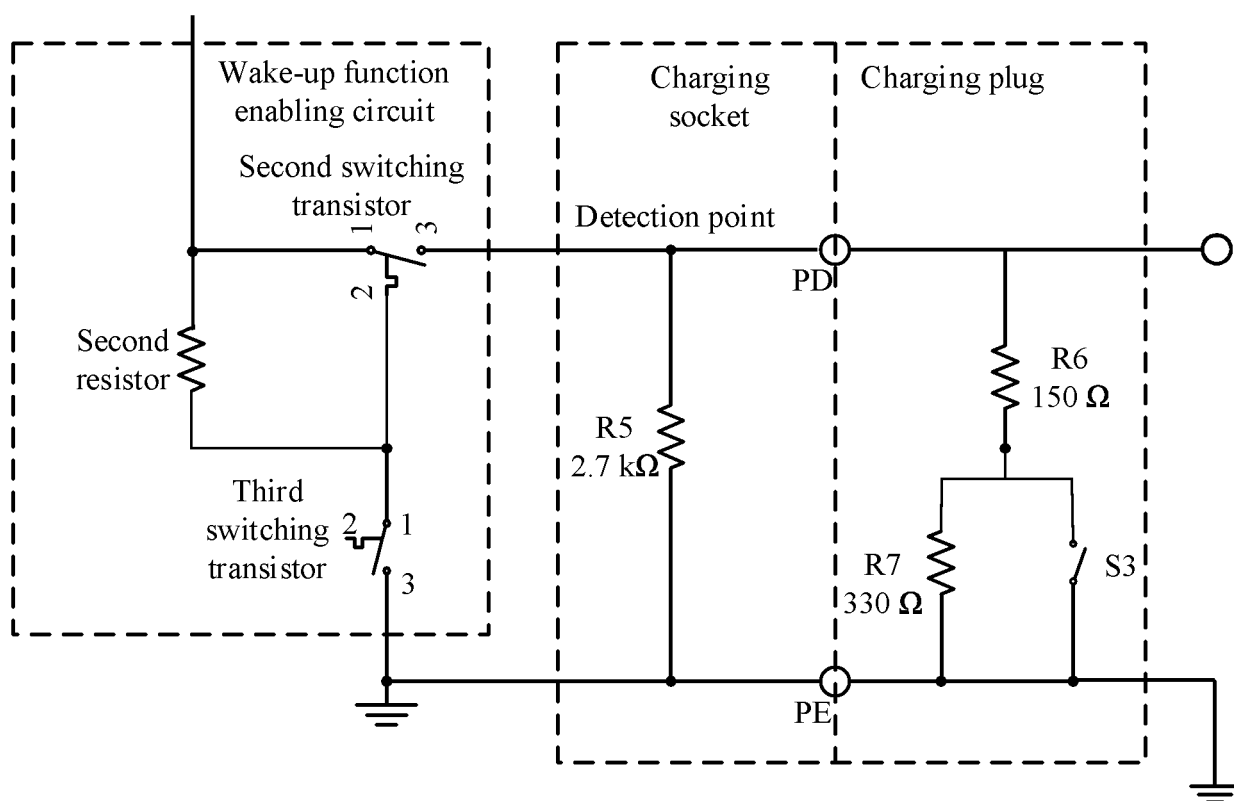 Wake-up function
enabling circuit
Charging
socket
Charging plug
Second switching
transistor
1
3
2
Detection point
PD
Second
resistor
R6
150 Ω
R5
2.7 kΩ
Third
switching
transistor
2
1
3
R7
330 Ω
S3
PE